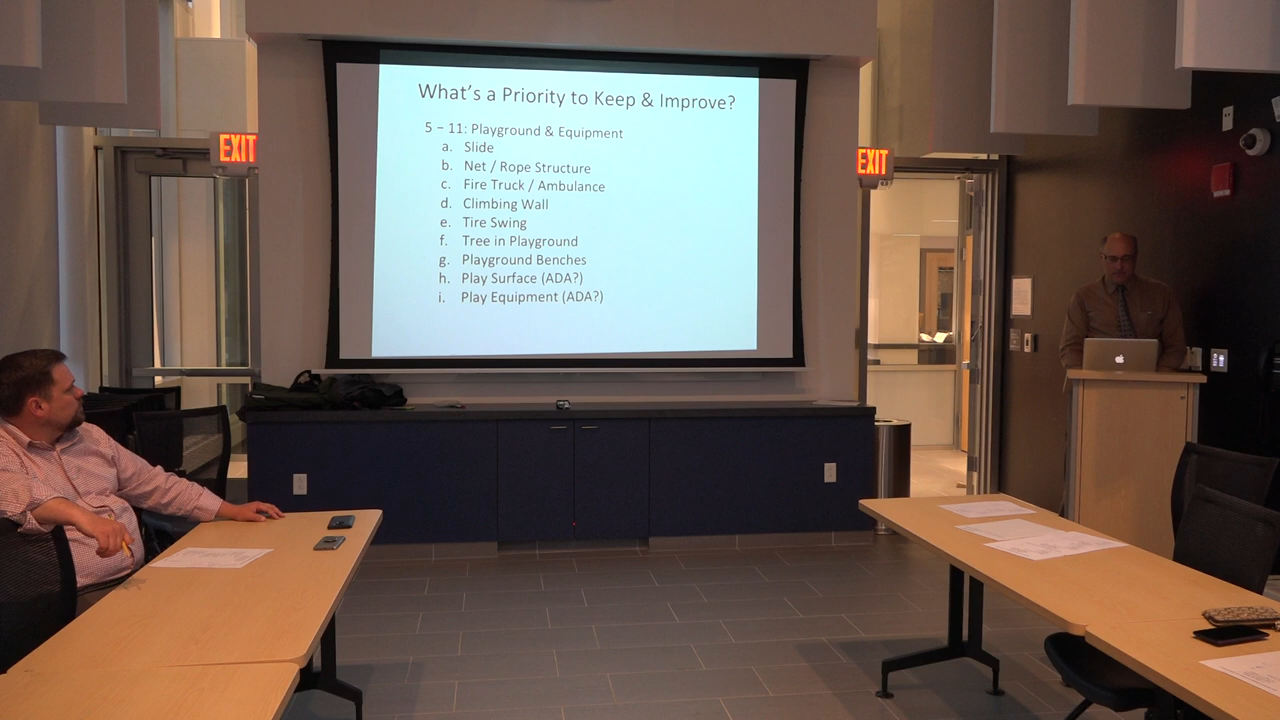 What's a Priority to Keep & Improve?
5 – 11: Playground & Equipment
a. Slide
b. Net / Rope Structure
c. Fire Truck / Ambulance
d. Climbing Wall
e. Tire Swing
f. Tree in Playground
g. Playground Benches
h. Play Surface (ADA?)
i. Play Equipment (ADA?)
EXIT
EXIT